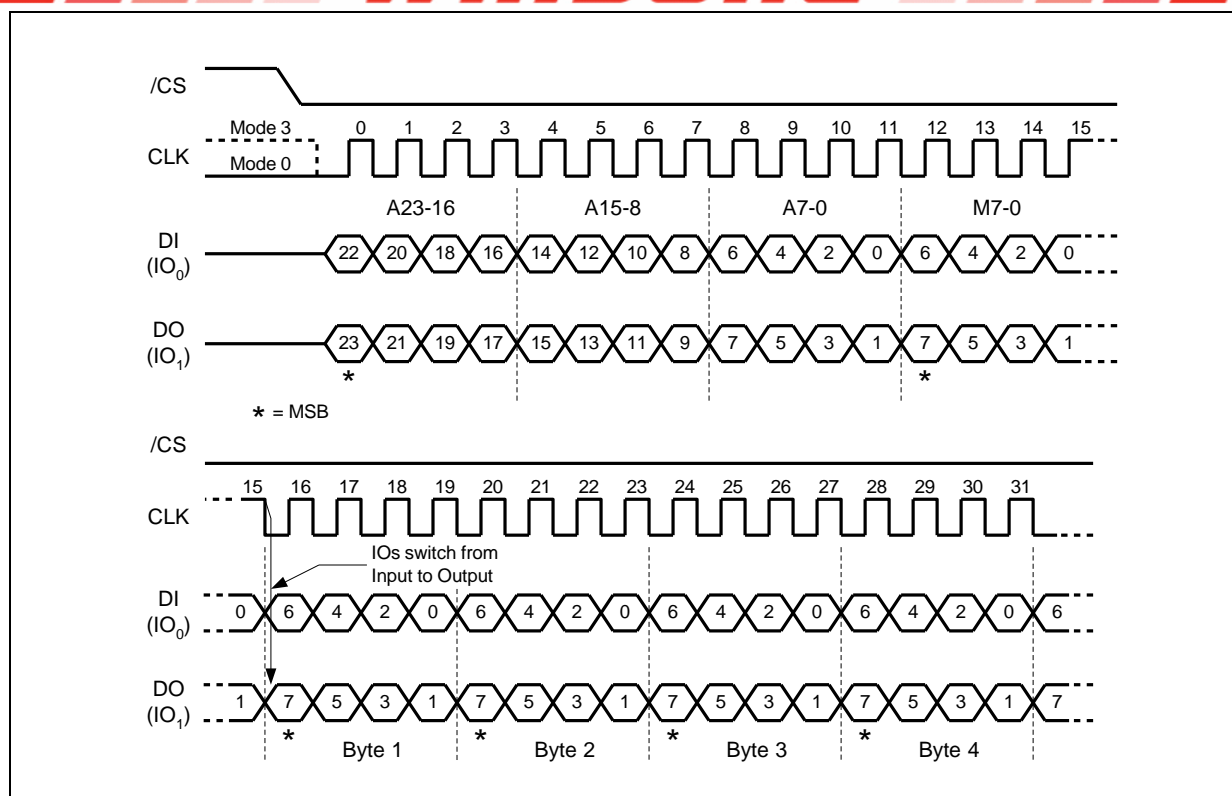 /CS
Mode 3 0 1 2 3 4 5 6 7 8 9 10 11 12 13 14 15
CLK
Mode 0
A23-16 A15-8 A7-0 M7-0
DI
(IO0)
22 20 18 16 14 12 10 8 6 4 2 0 6 4 2 0
DO
(IO1)
23 21 19 17 15 13 11 9 7 5 3 1 7 5 3 1
* *
* = MSB
/CS
15 16 17 18 19 20 21 22 23 24 25 26 27 28 29 30 31
CLK
IOs switch from
Input to Output
DI
(IO0)
0 6 4 2 0 6 4 2 0 6 4 2 0 6 4 2 0 6
DO
(IO1)
1 7 5 3 1 7 5 3 1 7 5 3 1 7 5 3 1 7
* * * *
Byte 1 Byte 2 Byte 3 Byte 4